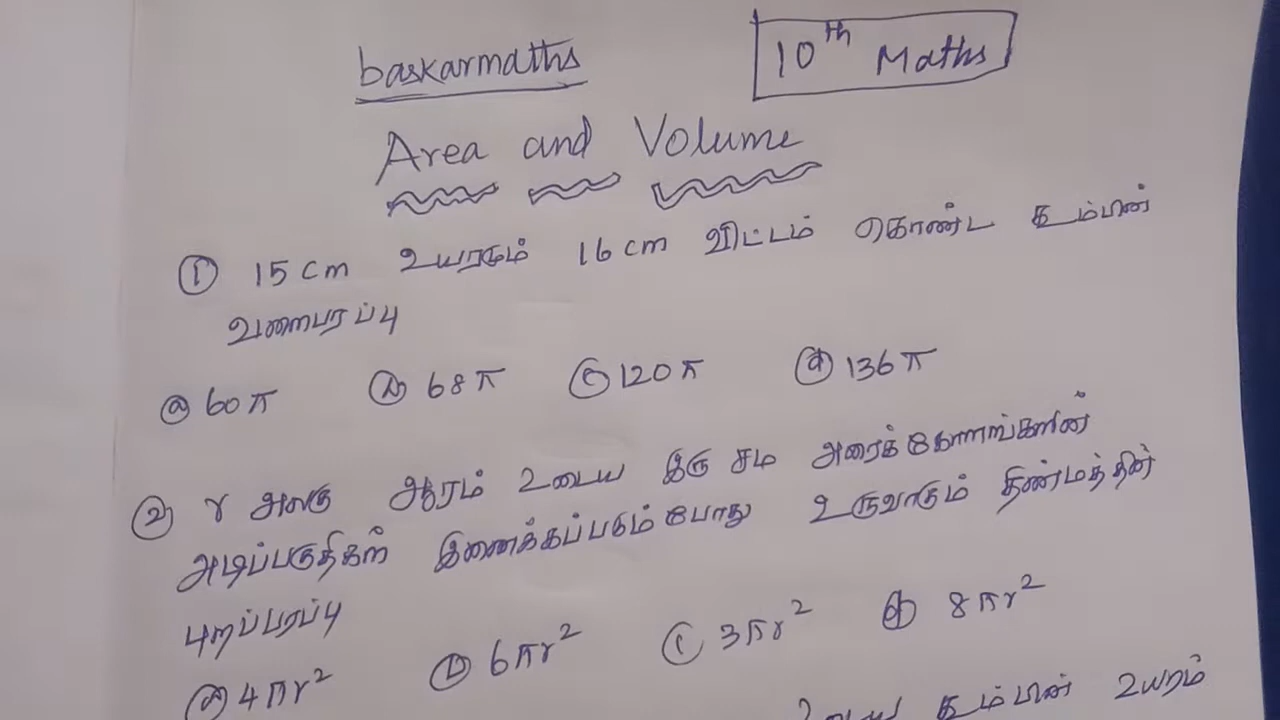 baskarmaths
10th Maths
Area and Volume
① 15 cm உயரமும் 16 cm விட்டம் கொண்ட கூம்பின்
வளைபரப்பு
ⓐ 60π ⓑ 68π ⓒ 120π ⓓ 136π
② r அலகு ஆரம் உடைய இரு சம அரைக்கோளங்களின்
அடிப்பகுதிகள் இணைக்கப்படும்போது உருவாகும் திண்மத்தின்
புறப்பரப்பு
ⓐ 4πr² ⓑ 6πr² ⓒ 3πr² ⓓ 8πr²
உடைய கூம்பின் உயரம்